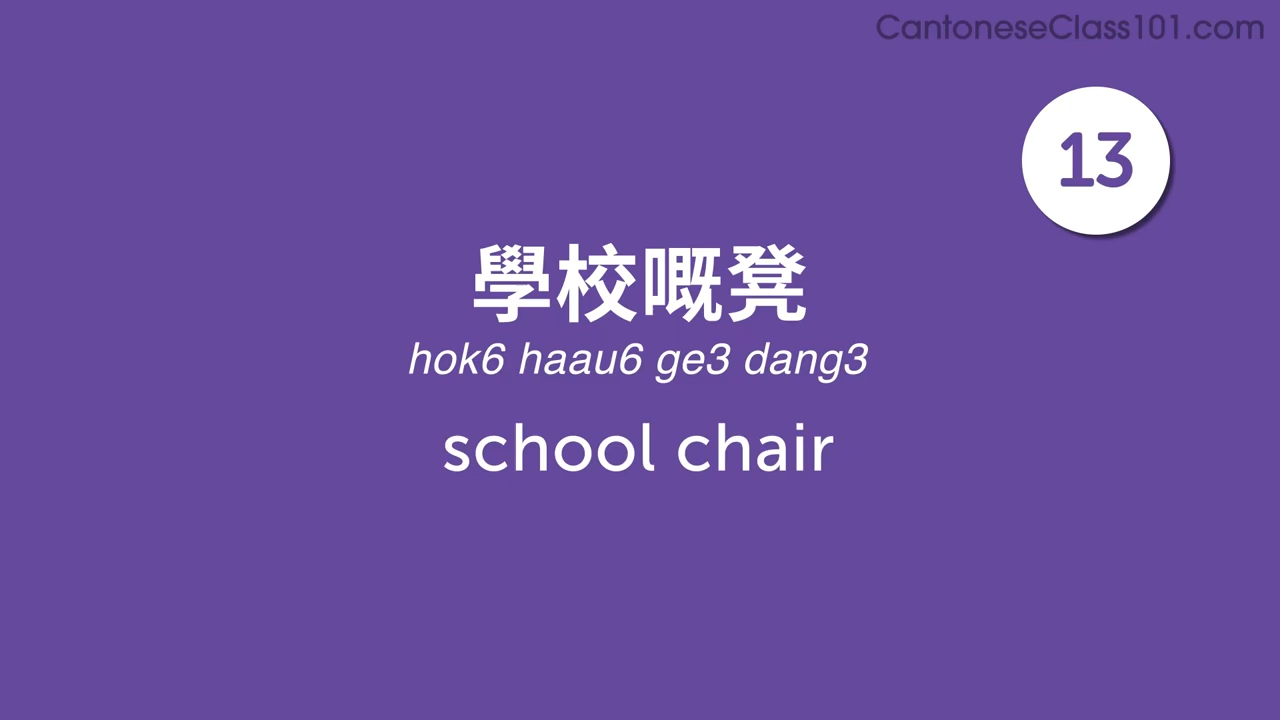 CantoneseClass101.com
13
學校嘅凳
hok6 haau6 ge3 dang3
school chair